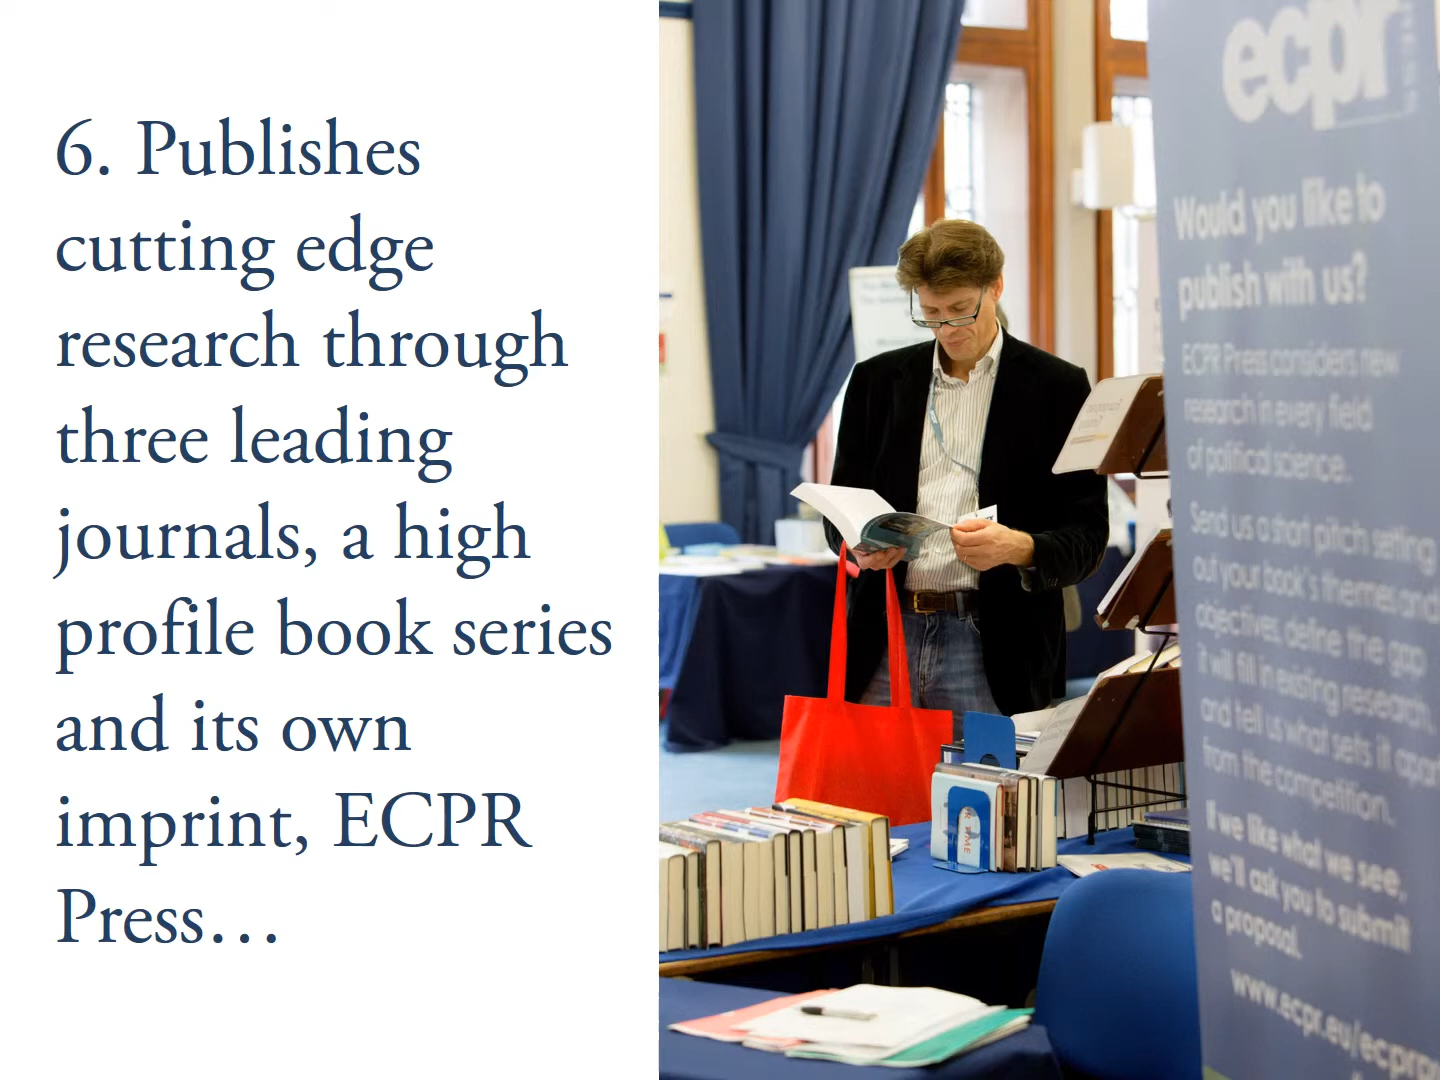 6. Publishes
cutting edge
research through
three leading
journals, a high
profile book series
and its own
imprint, ECPR
Press…
ecpr
Would you like to
publish with us?
ECPR Press considers new
research in every field
of political science.
Send us a short pitch setting
out your book's themes and
objectives, define the gap
it will fill in existing research,
and tell us what sets it apart
from the competition.
If we like what we see,
we'll ask you to submit
a proposal.
www.ecpr.eu/ecprp